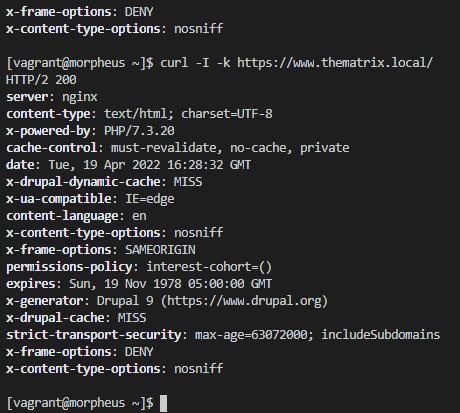 x-frame-options: DENY
x-content-type-options: nosniff
[vagrant@morpheus ~]$ curl -I -k https://www.thematrix.local/
HTTP/2 200
server: nginx
content-type: text/html; charset=UTF-8
x-powered-by: PHP/7.3.20
cache-control: must-revalidate, no-cache, private
date: Tue, 19 Apr 2022 16:28:32 GMT
x-drupal-dynamic-cache: MISS
x-ua-compatible: IE=edge
content-language: en
x-content-type-options: nosniff
x-frame-options: SAMEORIGIN
permissions-policy: interest-cohort=()
expires: Sun, 19 Nov 1978 05:00:00 GMT
x-generator: Drupal 9 (https://www.drupal.org)
x-drupal-cache: MISS
strict-transport-security: max-age=63072000; includeSubdomains
x-frame-options: DENY
x-content-type-options: nosniff
[vagrant@morpheus ~]$